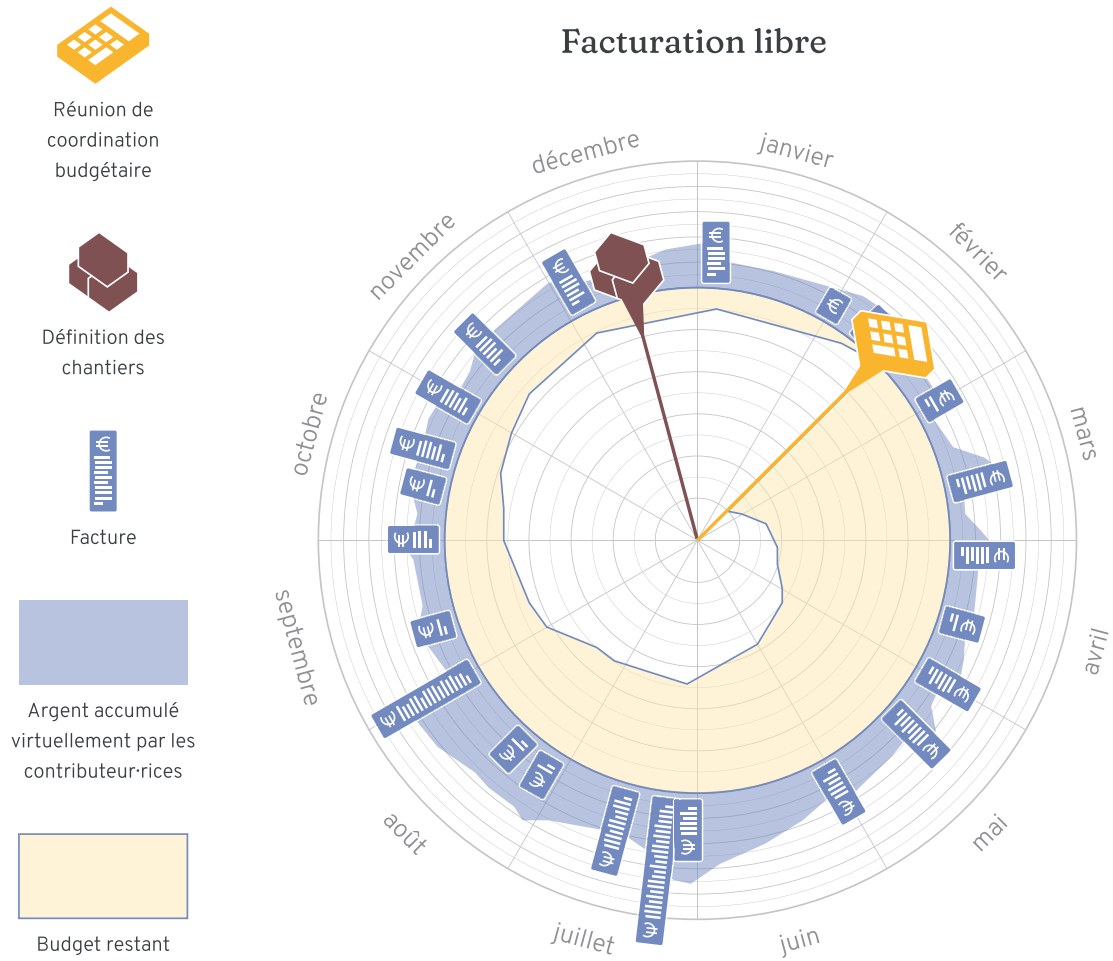 Facturation libre
Réunion de
coordination
budgétaire
Définition des
chantiers
Facture
Argent accumulé
virtuellement par les
contributeur·rices
Budget restant
janvier
février
mars
avril
mai
juin
juillet
août
septembre
octobre
novembre
décembre